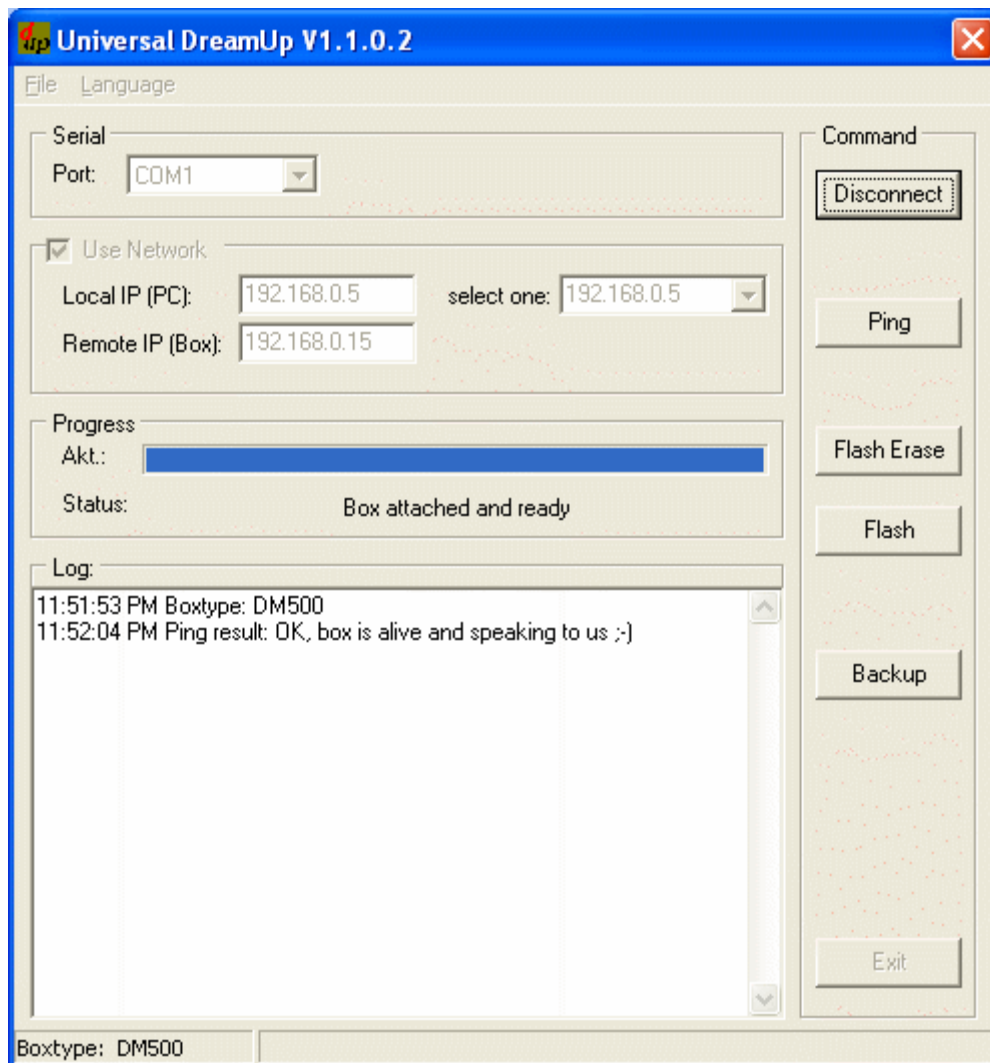 dup Universal DreamUp V1.1.0.2
File Language
Serial
Port: COM1
Use Network
Local IP (PC): 192.168.0.5 select one: 192.168.0.5
Remote IP (Box): 192.168.0.15
Progress
Akt.:
Status: Box attached and ready
Log:
11:51:53 PM Boxtype: DM500
11:52:04 PM Ping result: OK, box is alive and speaking to us ;-)
Command
Disconnect
Ping
Flash Erase
Flash
Backup
Exit
Boxtype: DM500